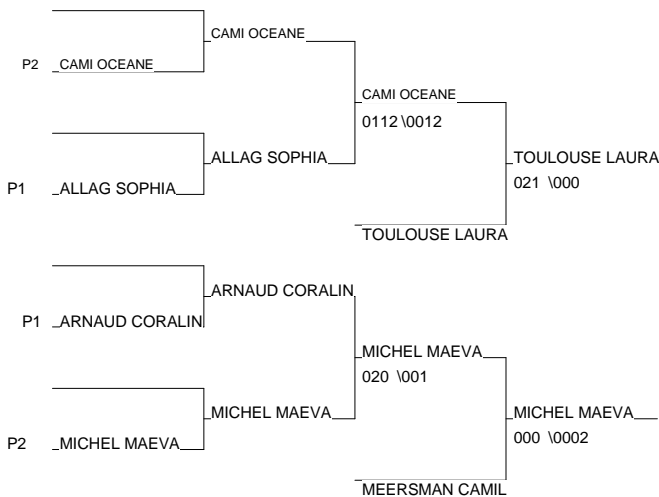 CAMI OCEANE
P2 CAMI OCEANE
CAMI OCEANE
0112 \0012
ALLAG SOPHIA
TOULOUSE LAURA
021 \000
P1 ALLAG SOPHIA
TOULOUSE LAURA
ARNAUD CORALIN
P1 ARNAUD CORALIN
MICHEL MAEVA
020 \001
MICHEL MAEVA
MICHEL MAEVA
000 \0002
P2 MICHEL MAEVA
MEERSMAN CAMIL